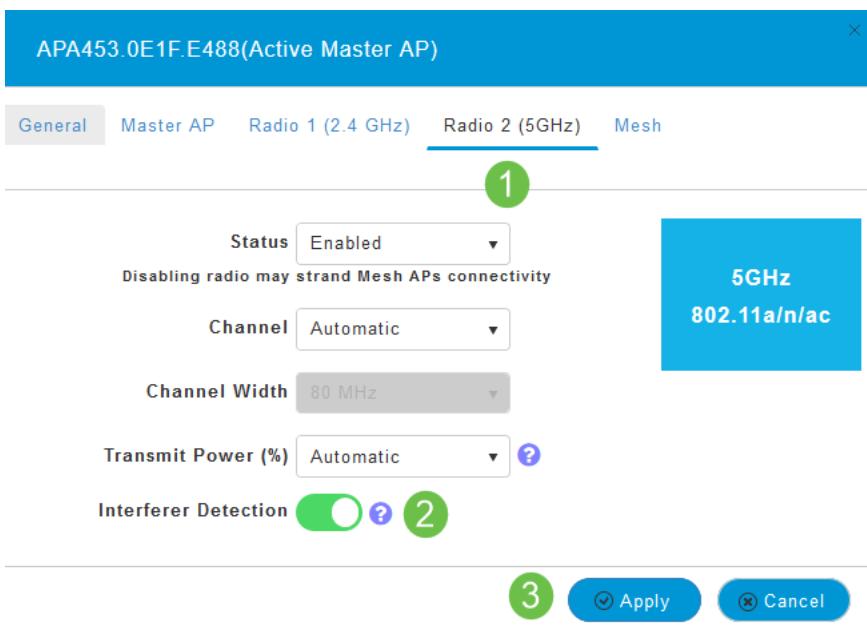 APA453.0E1F.E488(Active Master AP)
General Master AP Radio 1 (2.4 GHz) Radio 2 (5GHz) Mesh
1
Status Enabled
Disabling radio may strand Mesh APs connectivity
5GHz
802.11a/n/ac
Channel Automatic
Channel Width 80 MHz
Transmit Power (%) Automatic ?
Interferer Detection ? 2
3 Apply Cancel